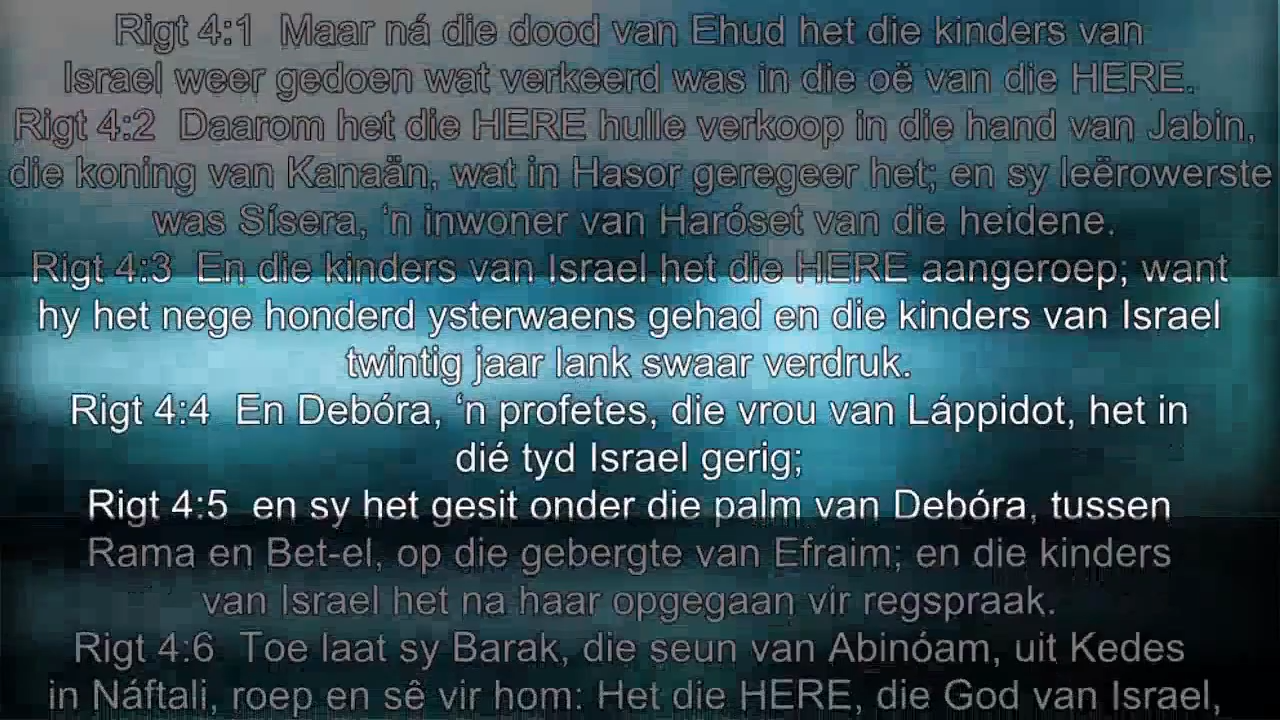 Rigt 4:1  Maar ná die dood van Ehud het die kinders van
Israel weer gedoen wat verkeerd was in die oë van die HERE.
Rigt 4:2  Daarom het die HERE hulle verkoop in die hand van Jabin,
die koning van Kanaän, wat in Hasor geregeer het; en sy leërowerste
was Sísera, ‘n inwoner van Haróset van die heidene.
Rigt 4:3  En die kinders van Israel het die HERE aangeroep; want
hy het nege honderd ysterwaens gehad en die kinders van Israel
twintig jaar lank swaar verdruk.
Rigt 4:4  En Debóra, ‘n profetes, die vrou van Láppidot, het in
dié tyd Israel gerig;
Rigt 4:5  en sy het gesit onder die palm van Debóra, tussen
Rama en Bet-el, op die gebergte van Efraim; en die kinders
van Israel het na haar opgegaan vir regspraak.
Rigt 4:6  Toe laat sy Barak, die seun van Abinóam, uit Kedes
in Náftali, roep en sê vir hom: Het die HERE, die God van Israel,